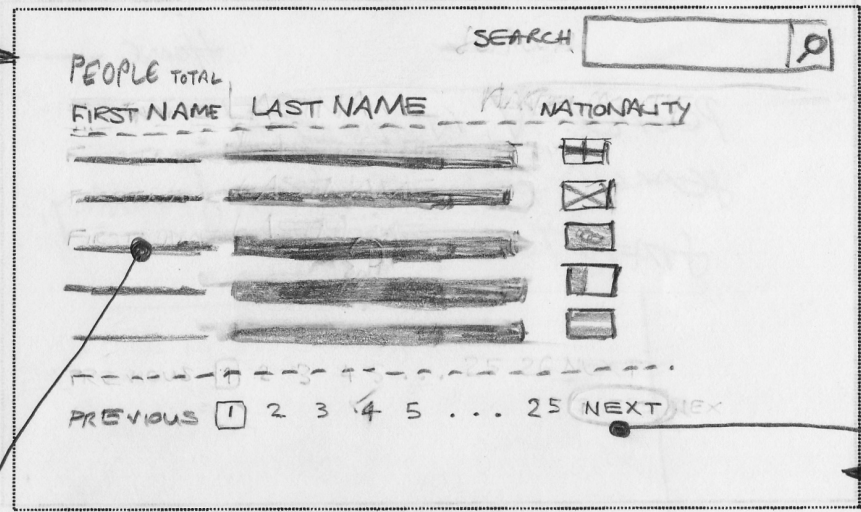 SEARCH
PEOPLE TOTAL
FIRST NAME LAST NAME NATIONALITY
PREVIOUS 1 2 3 4 5 ... 25 NEXT